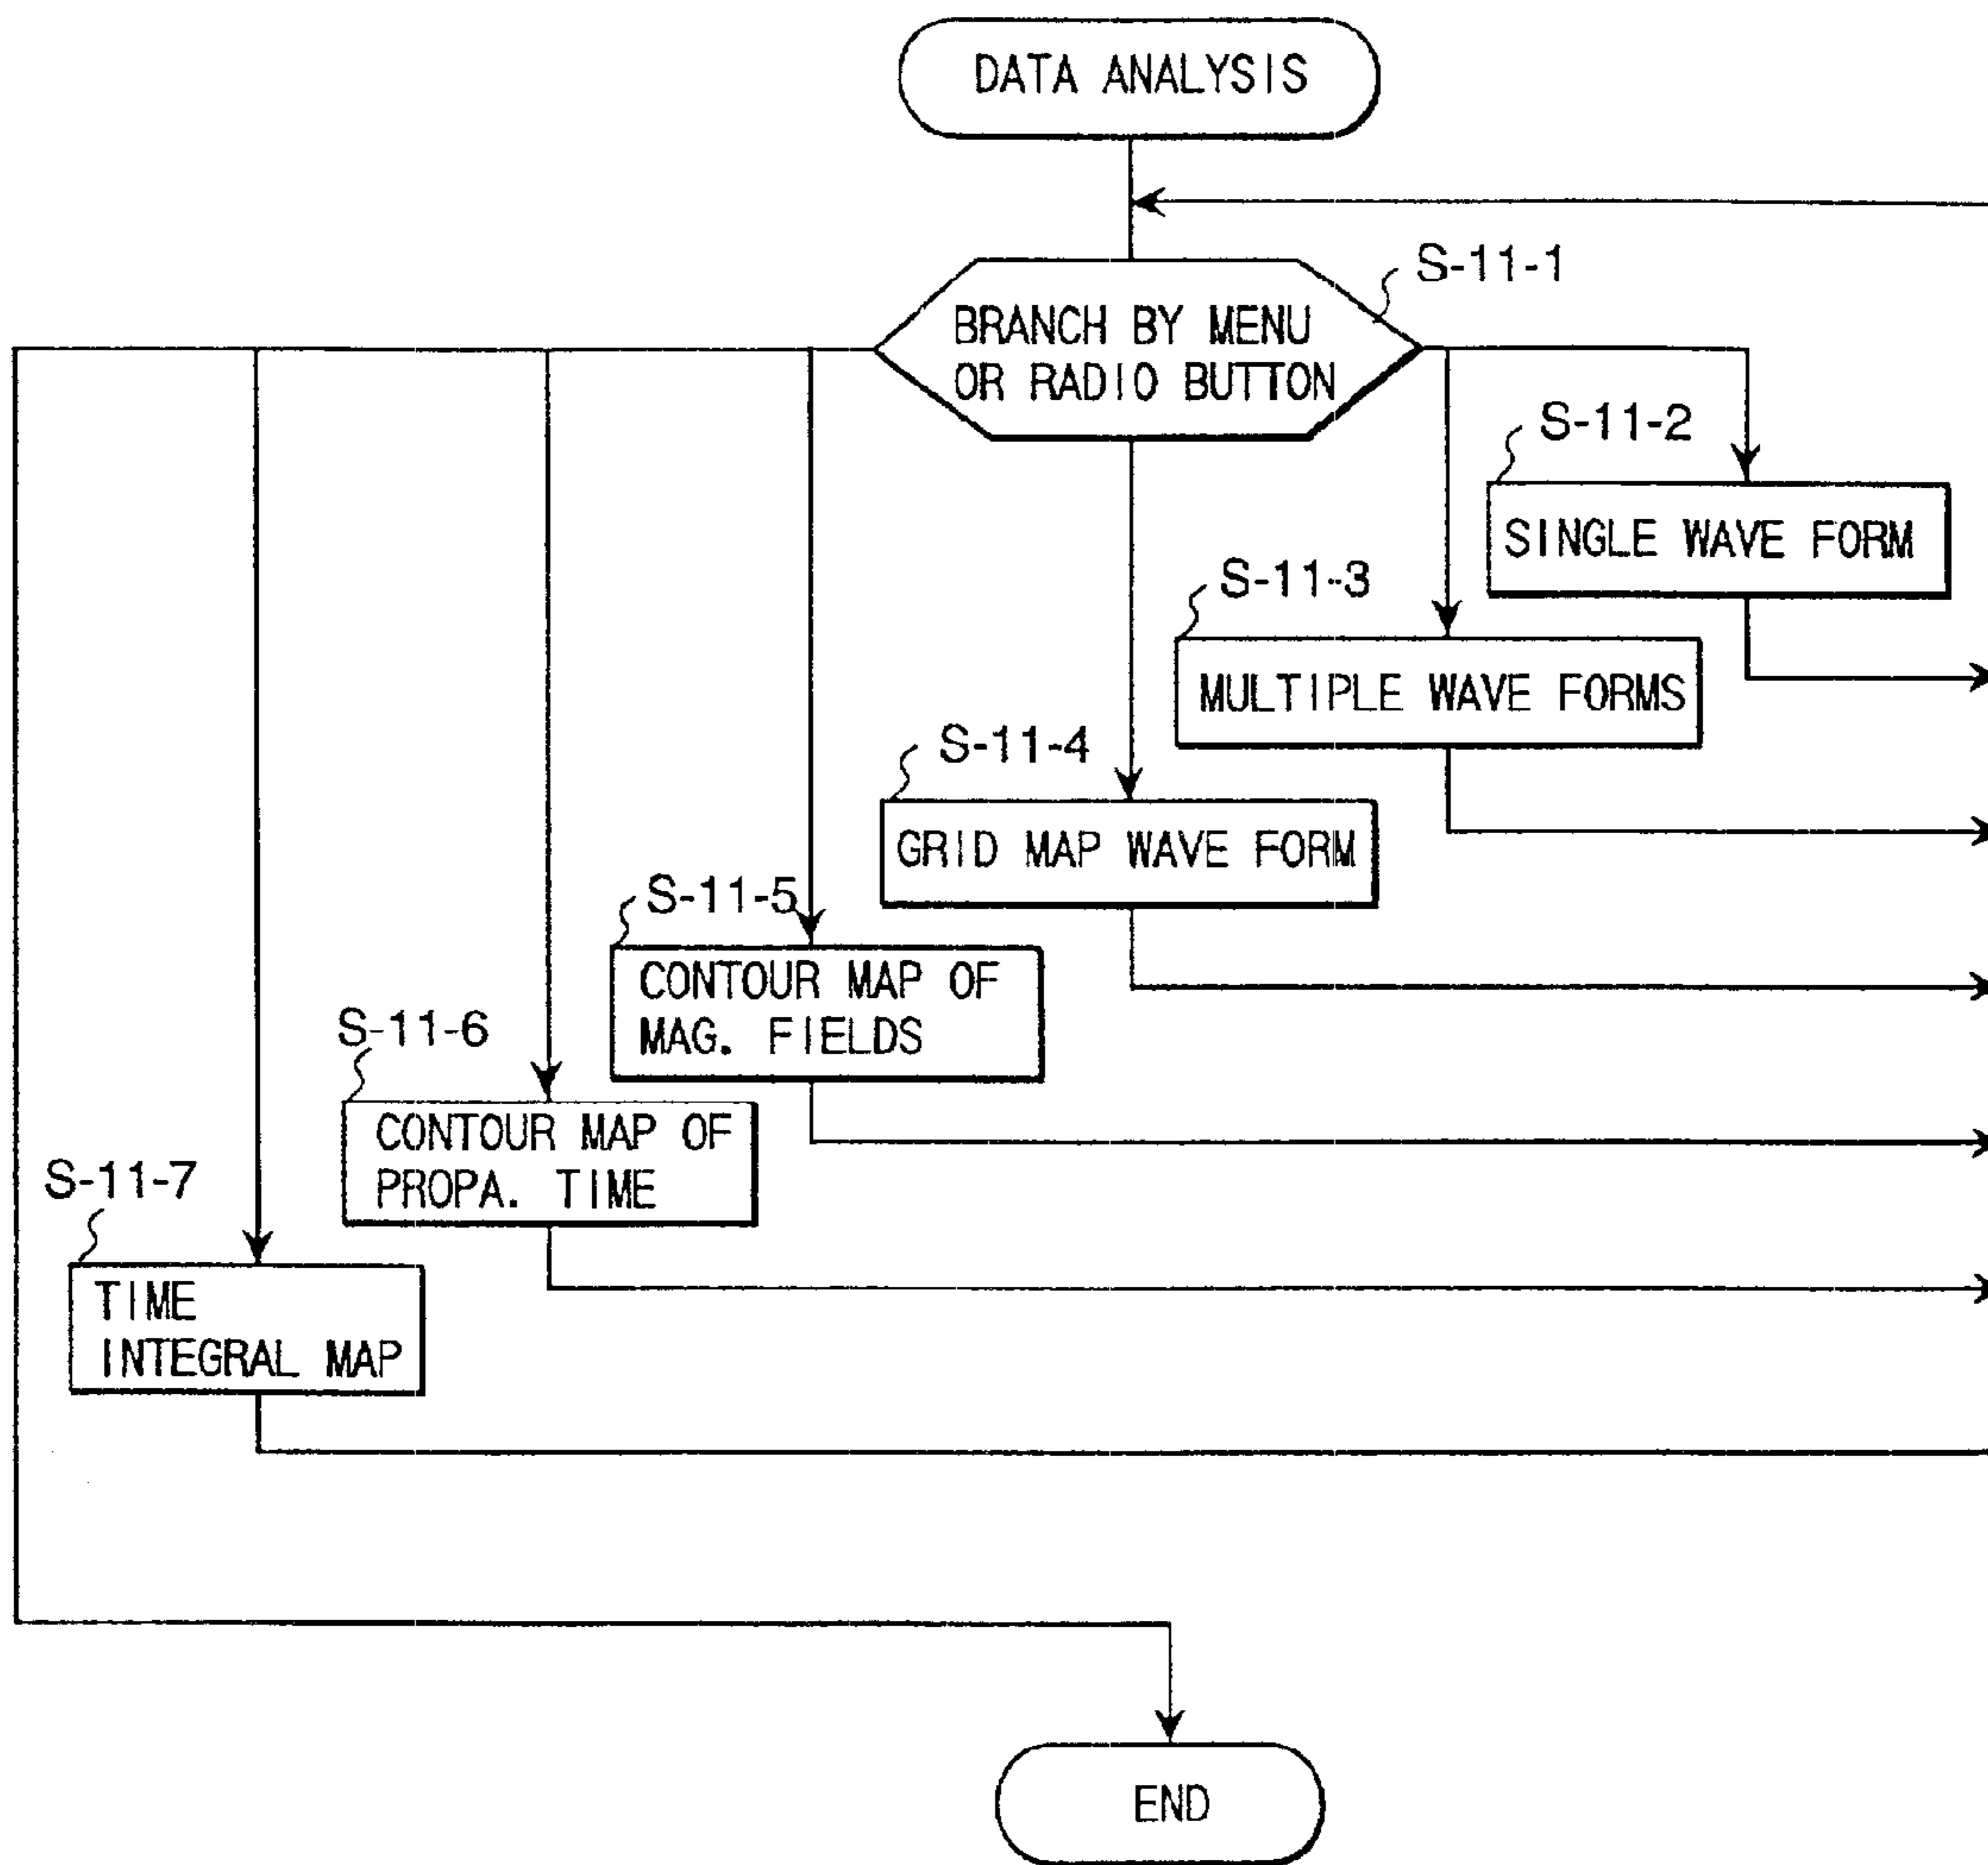 DATA ANALYSIS
S-11-1
BRANCH BY MENU
OR RADIO BUTTON
S-11-2
SINGLE WAVE FORM
S-11-3
MULTIPLE WAVE FORMS
S-11-4
GRID MAP WAVE FORM
S-11-5
CONTOUR MAP OF
MAG. FIELDS
S-11-6
CONTOUR MAP OF
PROPA. TIME
S-11-7
TIME
INTEGRAL MAP
END